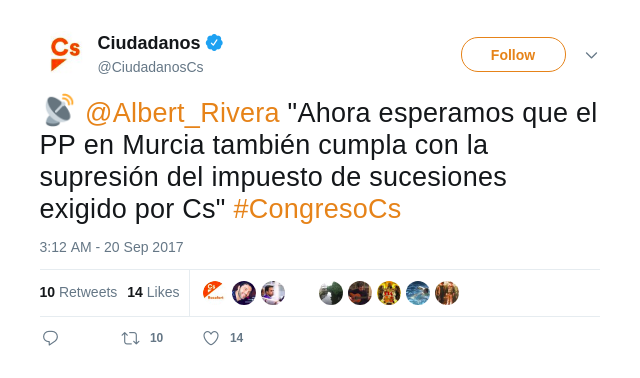 Cs
Ciudadanos
@CiudadanosCs
Follow
@Albert_Rivera "Ahora esperamos que el
PP en Murcia también cumpla con la
supresión del impuesto de sucesiones
exigido por Cs" #CongresoCs
3:12 AM - 20 Sep 2017
10 Retweets 14 Likes
Cs
10 14